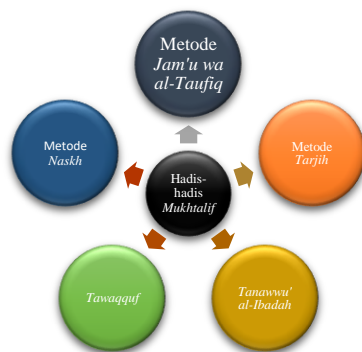 Metode
Jam'u wa
al-Taufiq
Metode
Naskh
Metode
Tarjih
Hadis-
hadis
Mukhtalif
Tawaqquf
Tanawwu'
al-Ibadah